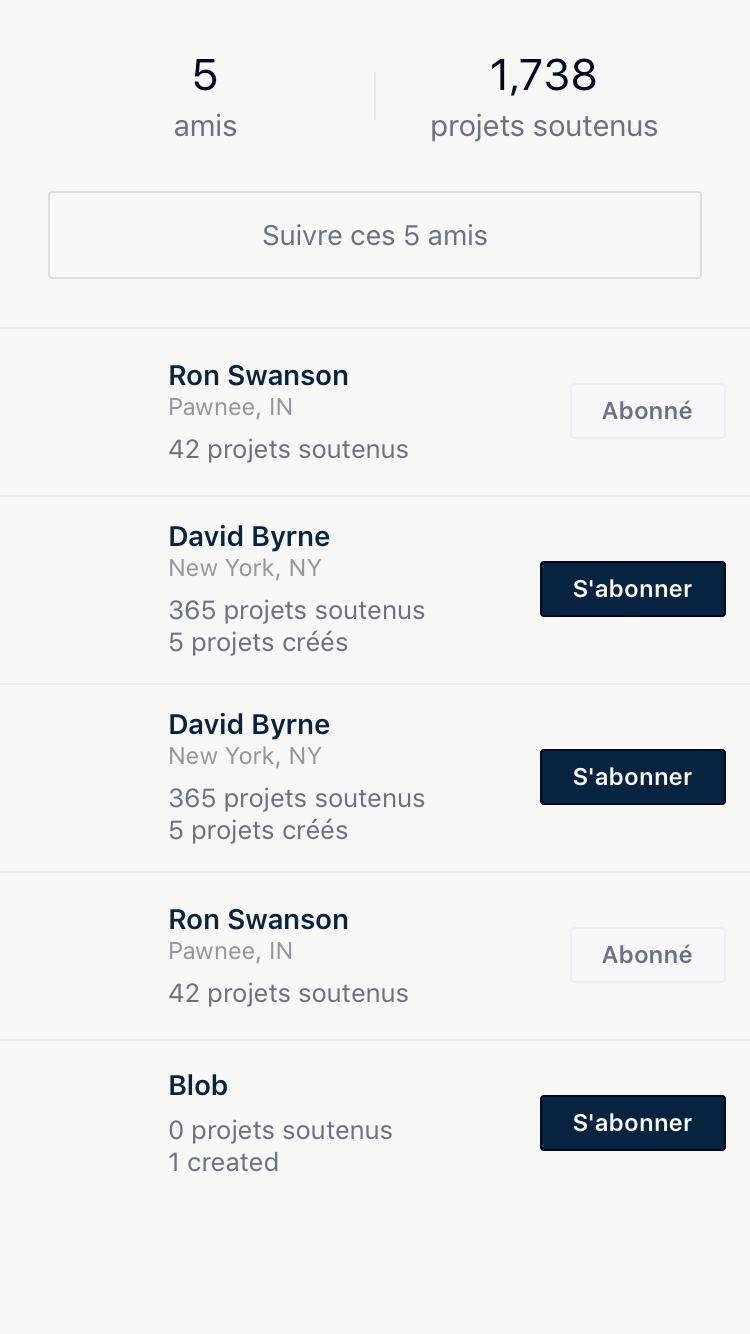 5
amis
1,738
projets soutenus
Suivre ces 5 amis
Ron Swanson
Pawnee, IN
42 projets soutenus
Abonné
David Byrne
New York, NY
365 projets soutenus
5 projets créés
S'abonner
David Byrne
New York, NY
365 projets soutenus
5 projets créés
S'abonner
Ron Swanson
Pawnee, IN
42 projets soutenus
Abonné
Blob
0 projets soutenus
1 created
S'abonner